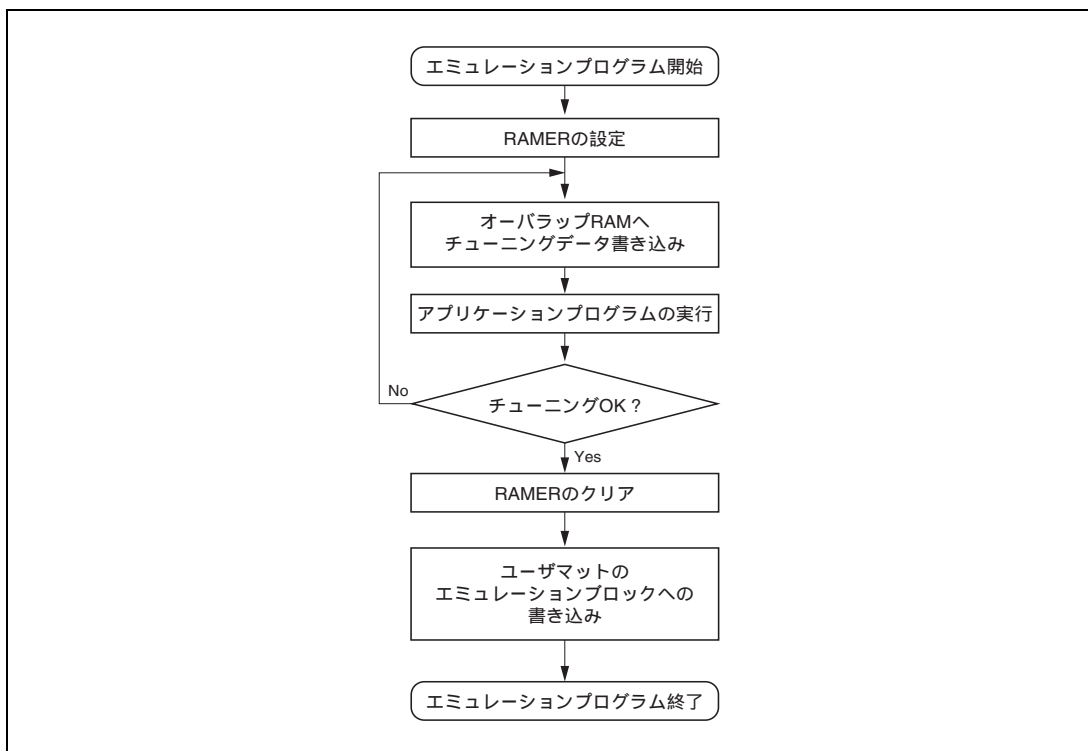 エミュレーションプログラム開始
RAMERの設定
オーバラップRAMへ
チューニングデータ書き込み
アプリケーションプログラムの実行
チューニングOK？
No
Yes
RAMERのクリア
ユーザマットの
エミュレーションブロックへの
書き込み
エミュレーションプログラム終了